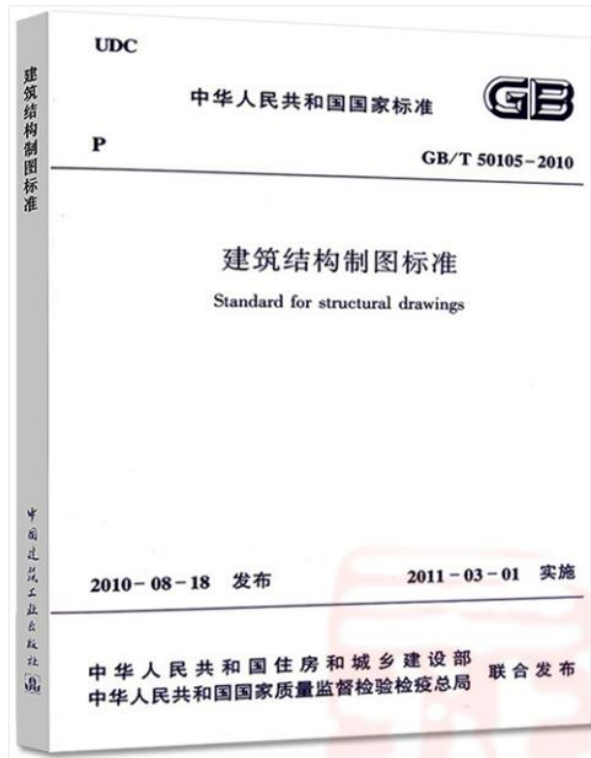 UDC
中华人民共和国国家标准
GB
P
GB/T 50105-2010
建筑结构制图标准
Standard for structural drawings
2010-08-18 发布
2011-03-01 实施
中华人民共和国住房和城乡建设部
中华人民共和国国家质量监督检验检疫总局
联合发布
建筑结构制图标准
中国建筑工业出版社